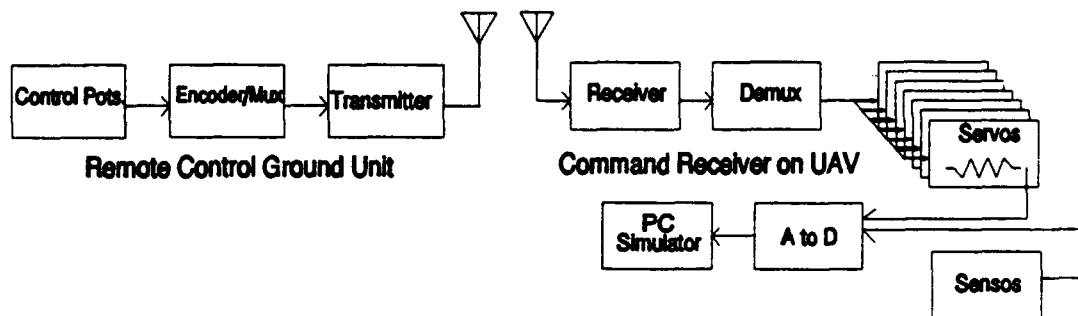 Control Pots
Encoder/Mux
Transmitter
Receiver
Demux
Servos
Remote Control Ground Unit
Command Receiver on UAV
PC
Simulator
A to D
Sensos